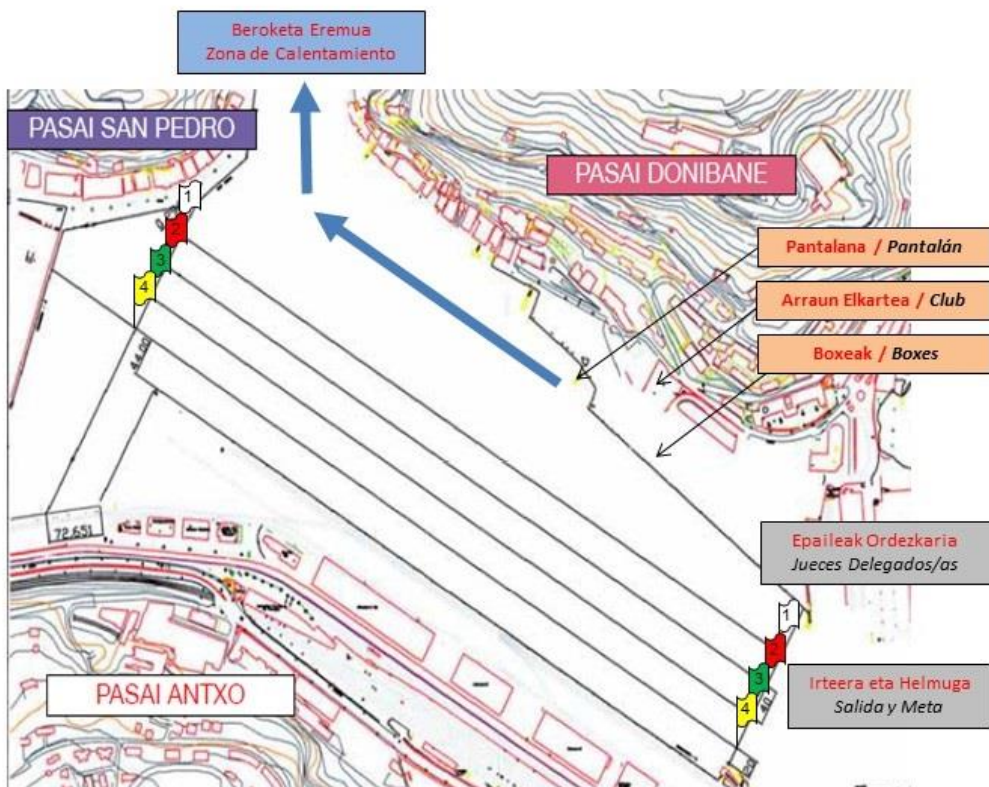 Beroketa Eremua
Zona de Calentamiento
PASAI SAN PEDRO
PASAI DONIBANE
1
2
3
4
Pantalana / Pantalán
Arraun Elkartea / Club
Boxeak / Boxes
44.00
72.651
Epaileak Ordezkaria
Jueces Delegados/as
1
2
3
4
40
Irteera eta Helmuga
Salida y Meta
PASAI ANTXO